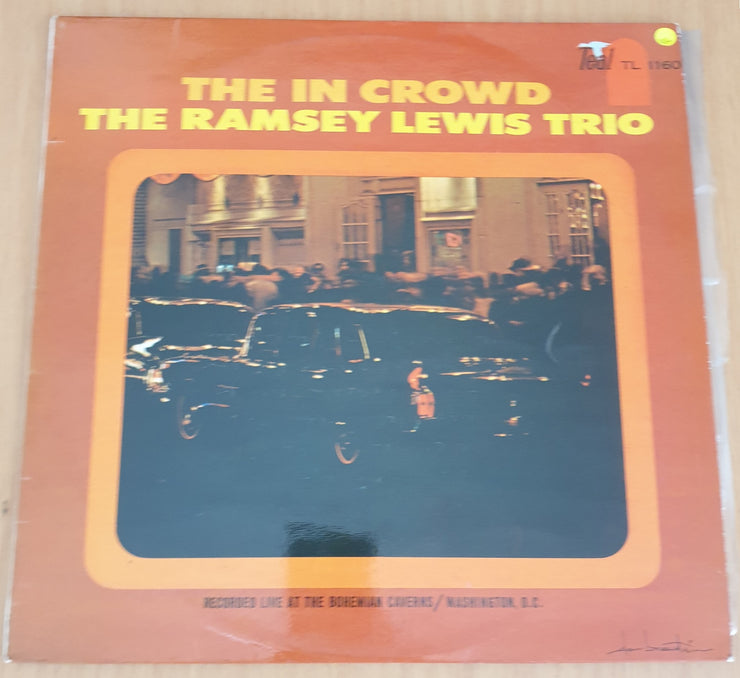 Teal TL 1160
THE IN CROWD
THE RAMSEY LEWIS TRIO
RECORDED LIVE AT THE BOHEMIAN CAVERNS/WASHINGTON, D.C.